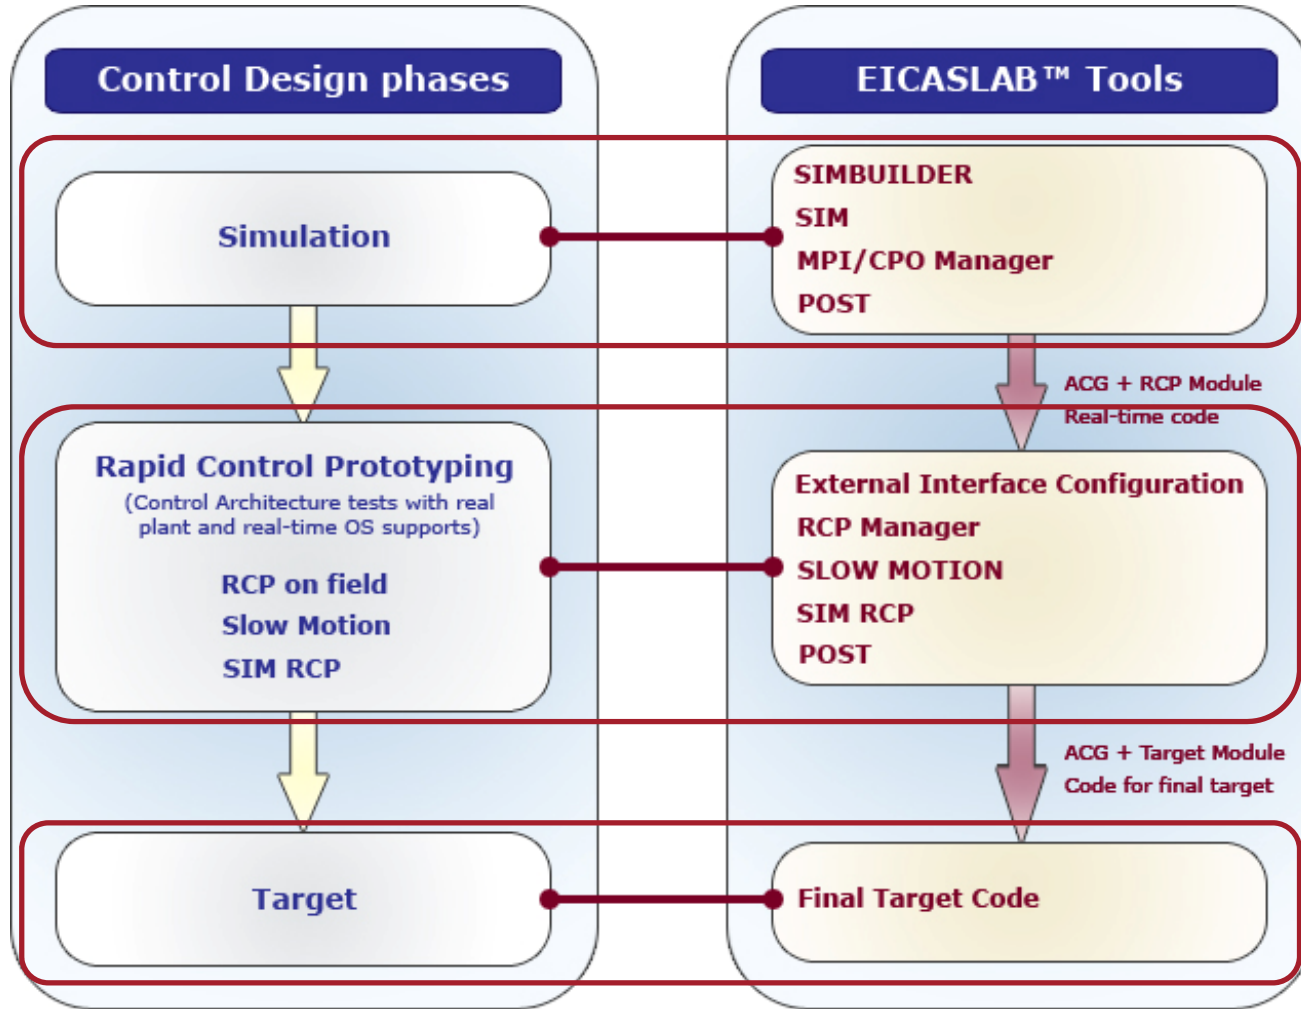 Control Design phases
Simulation
Rapid Control Prototyping
(Control Architecture tests with real
plant and real-time OS supports)
RCP on field
Slow Motion
SIM RCP
Target
EICASLAB™ Tools
SIMBUILDER
SIM
MPI/CPO Manager
POST
ACG + RCP Module
Real-time code
External Interface Configuration
RCP Manager
SLOW MOTION
SIM RCP
POST
ACG + Target Module
Code for final target
Final Target Code